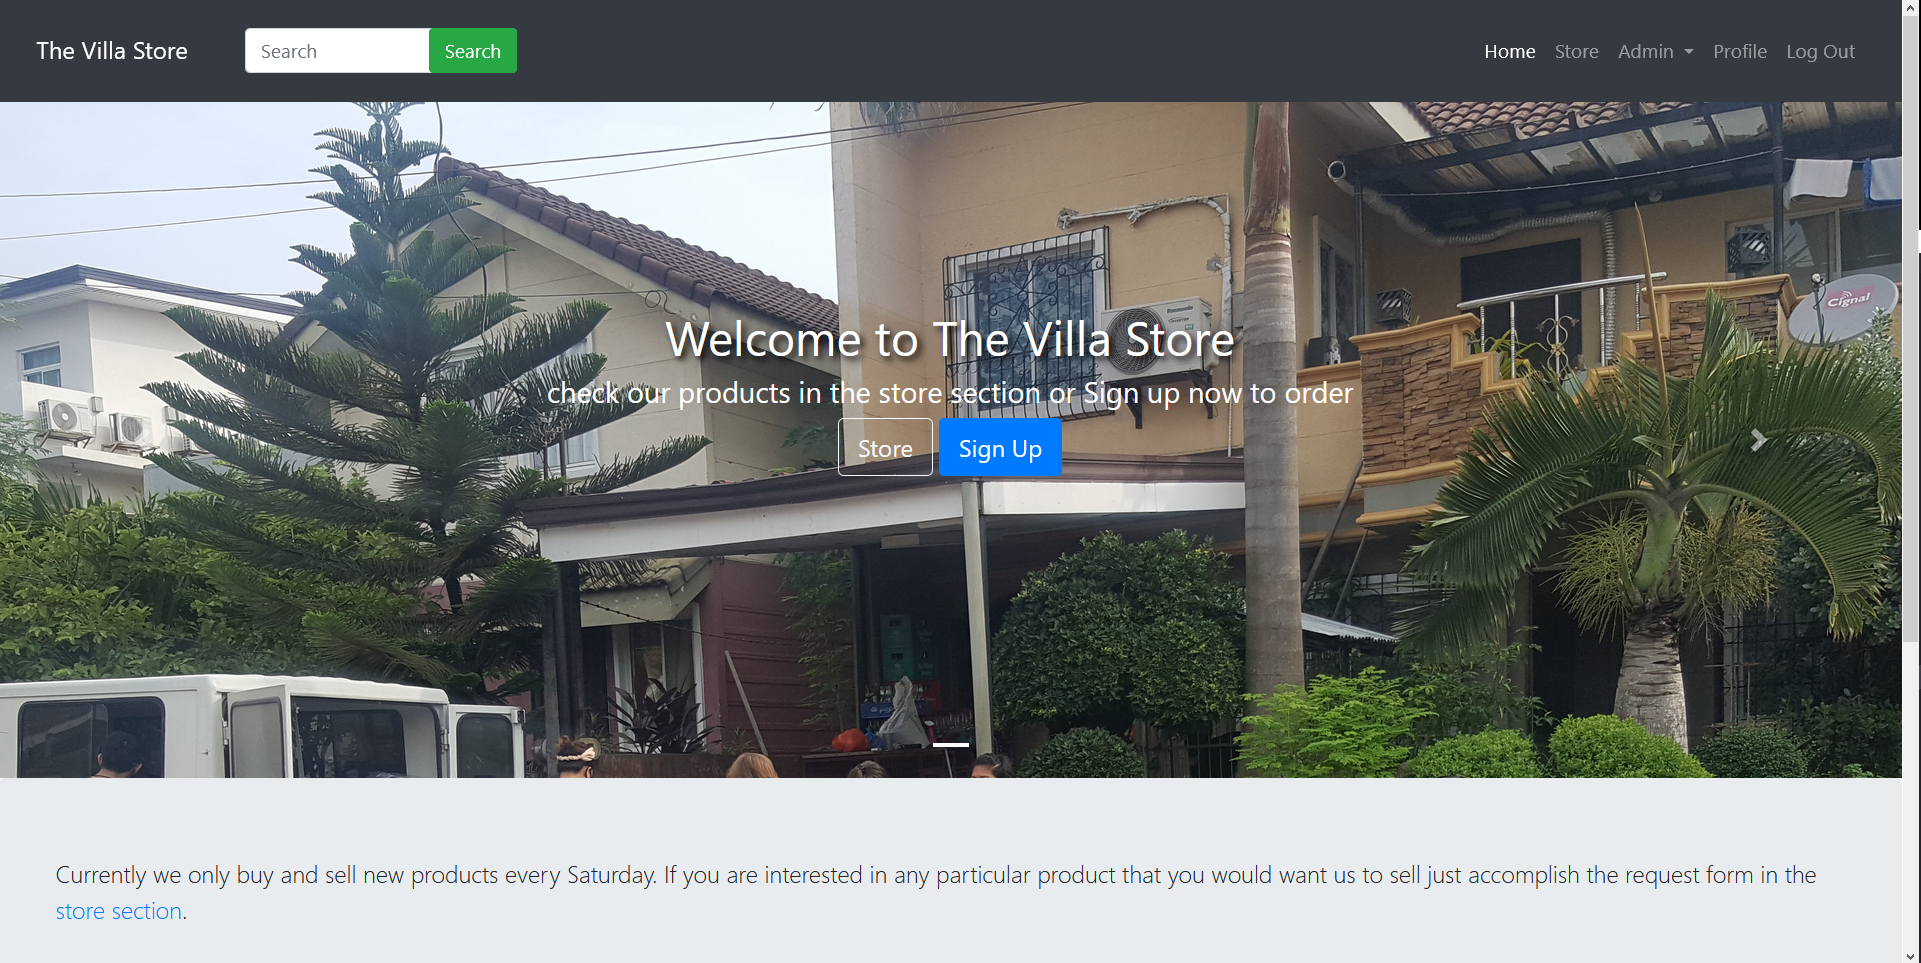 The Villa Store
Search
Search
Home
Store
Admin
Profile
Log Out
Cignal
Panasonic
INVERTER
Welcome to The Villa Store
check our products in the store section or Sign up now to order
Store
Sign Up
Currently we only buy and sell new products every Saturday. If you are interested in any particular product that you would want us to sell just accomplish the request form in the
store section.